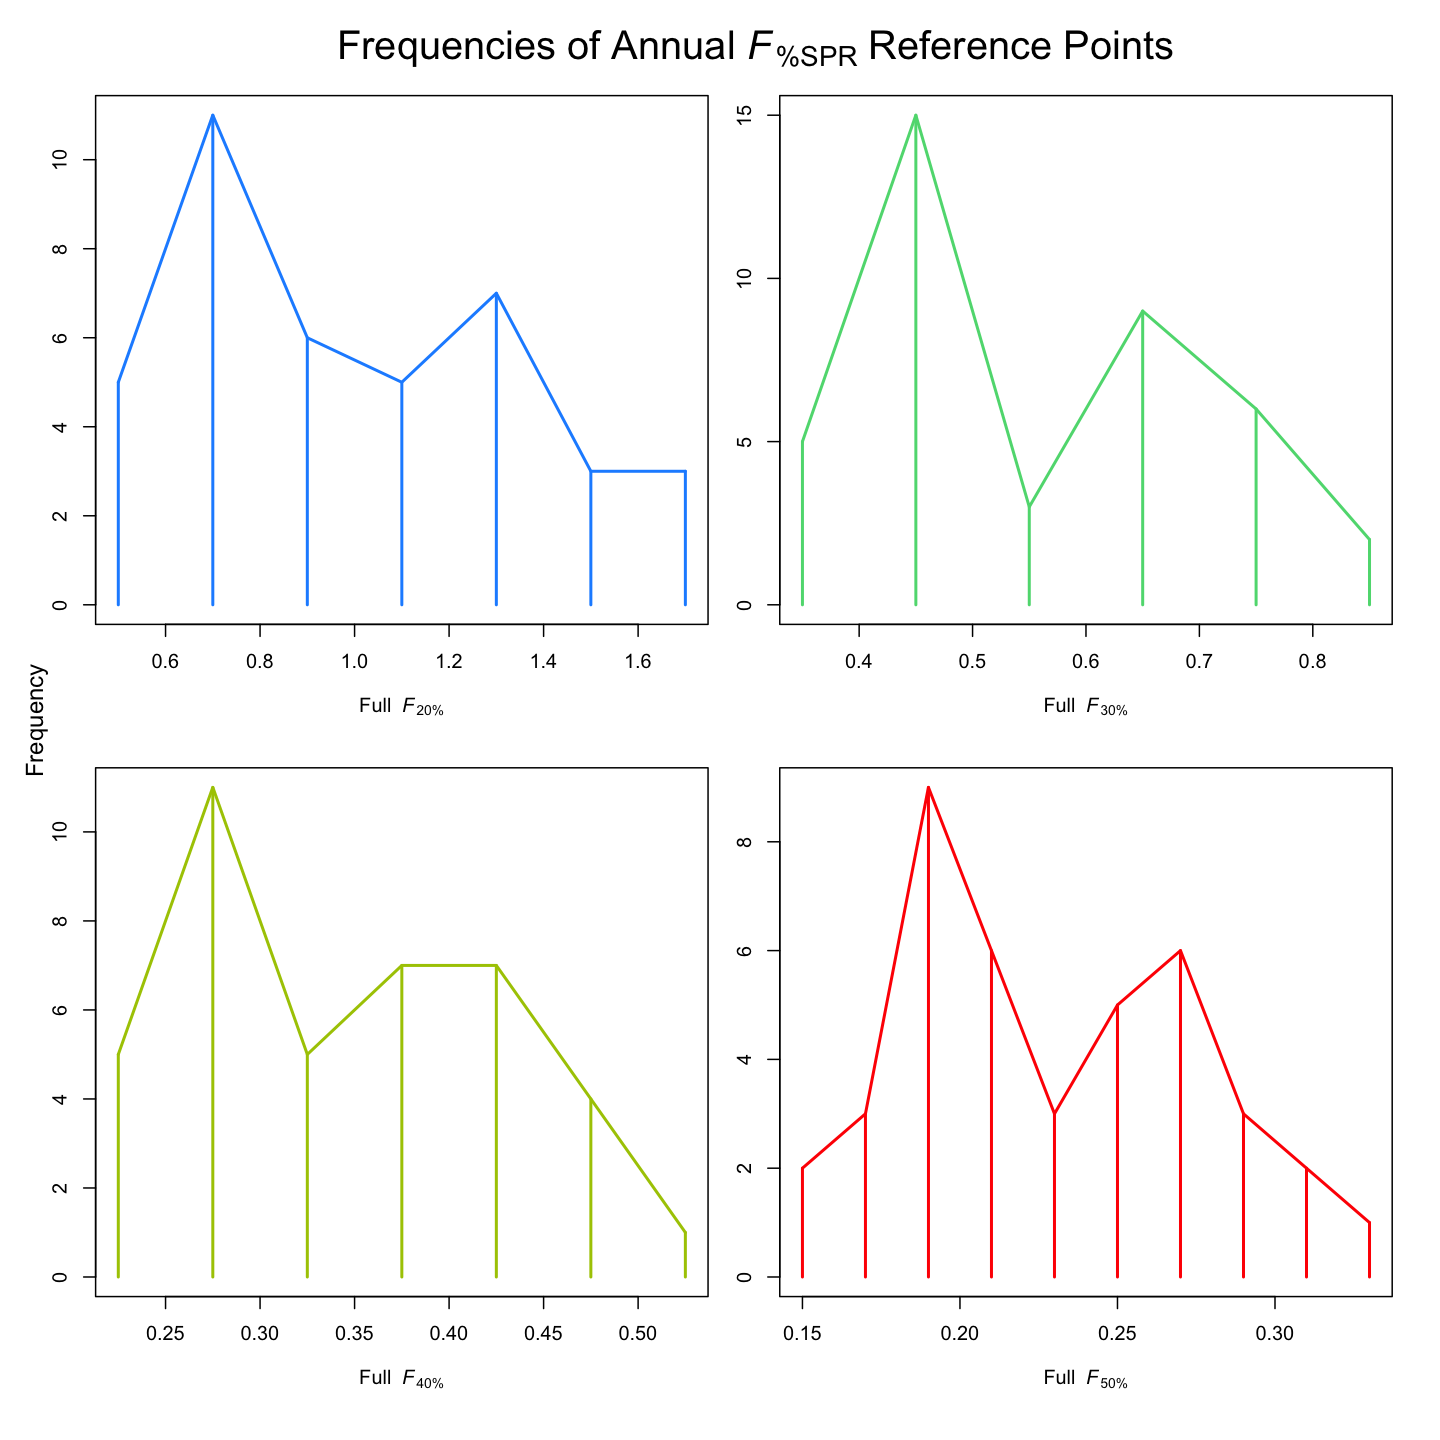 Frequencies of Annual F%SPR Reference Points
Frequency
0 2 4 6 8 10
0.6 0.8 1.0 1.2 1.4 1.6
Full F20%
0 5 10 15
0.4 0.5 0.6 0.7 0.8
Full F30%
0 2 4 6 8 10
0.25 0.30 0.35 0.40 0.45 0.50
Full F40%
0 2 4 6 8
0.15 0.20 0.25 0.30
Full F50%